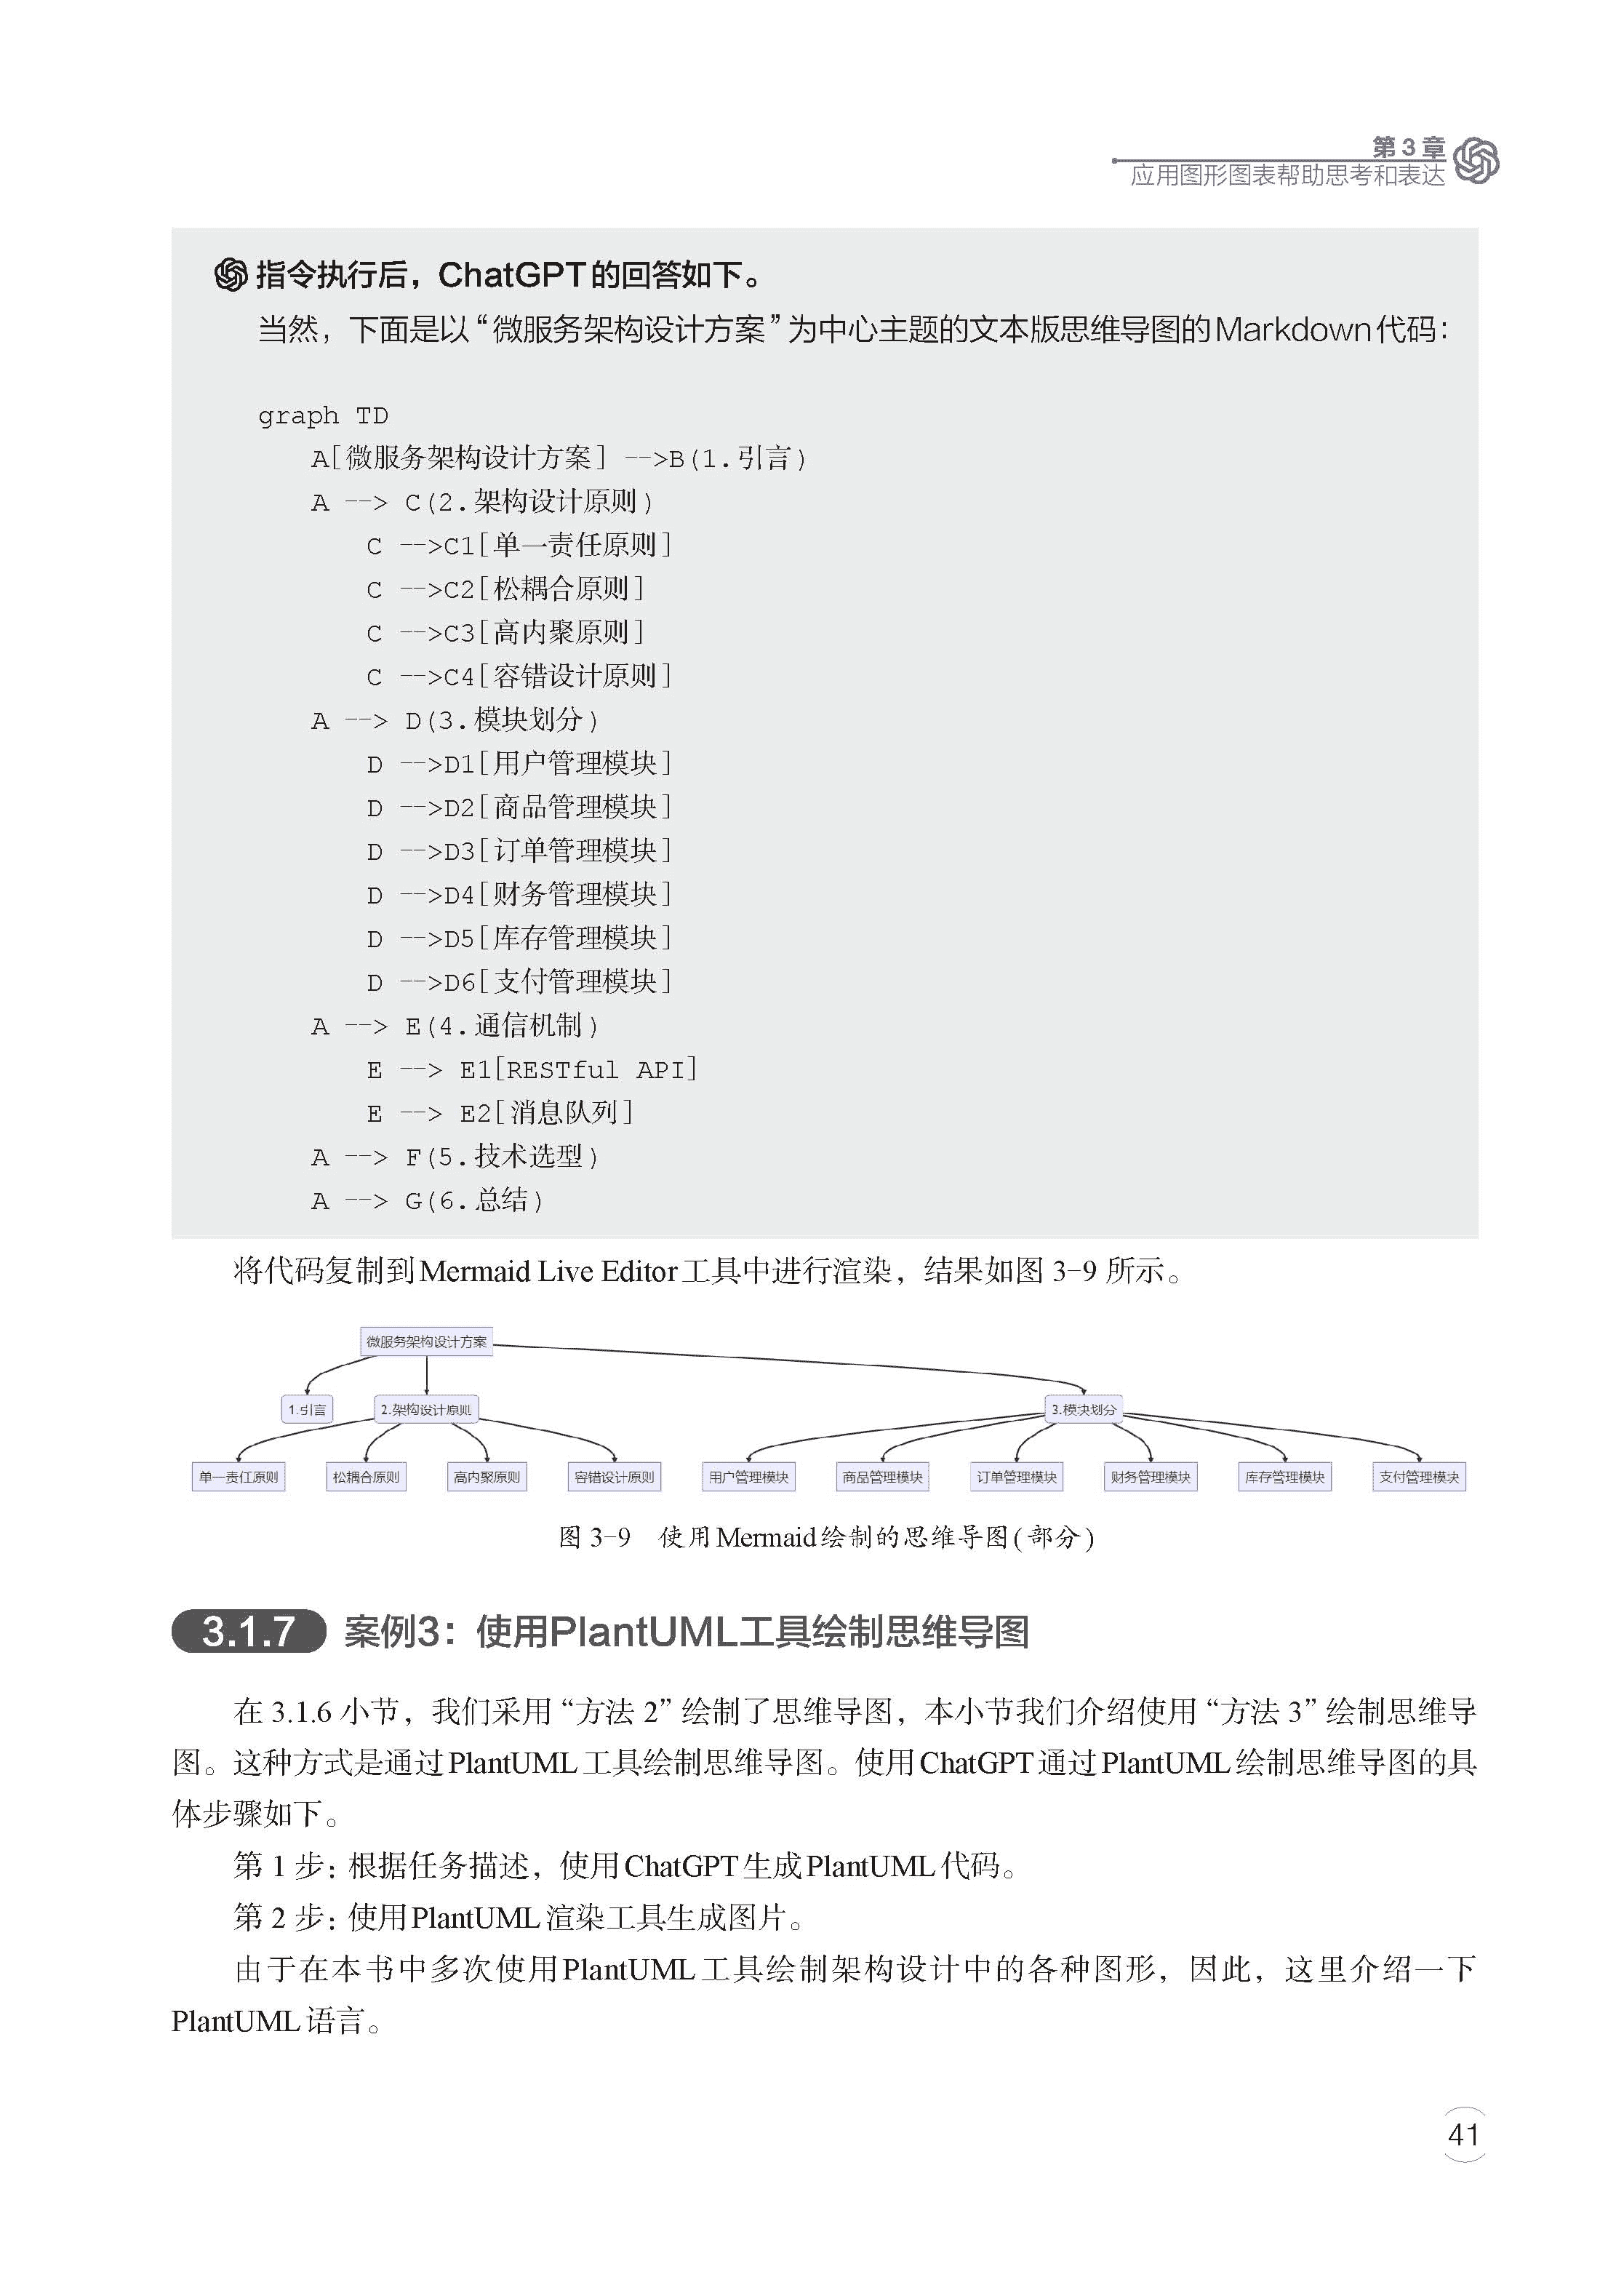 第3章
应用图形图表帮助思考和表达
指令执行后，ChatGPT的回答如下。
当然，下面是以“微服务架构设计方案”为中心主题的文本版思维导图的Markdown代码：
graph TD
A[微服务架构设计方案] -->B(1.引言)
A --> C(2.架构设计原则)
C -->C1[单一责任原则]
C -->C2[松耦合原则]
C -->C3[高内聚原则]
C -->C4[容错设计原则]
A --> D(3.模块划分)
D -->D1[用户管理模块]
D -->D2[商品管理模块]
D -->D3[订单管理模块]
D -->D4[财务管理模块]
D -->D5[库存管理模块]
D -->D6[支付管理模块]
A --> E(4.通信机制)
E --> E1[RESTful API]
E --> E2[消息队列]
A --> F(5.技术选型)
A --> G(6.总结)
将代码复制到Mermaid Live Editor工具中进行渲染，结果如图 3-9 所示。
微服务架构设计方案
1.引言 2.架构设计原则 3.模块划分
单一责任原则 松耦合原则 高内聚原则 容错设计原则 用户管理模块 商品管理模块 订单管理模块 财务管理模块 库存管理模块 支付管理模块
图 3-9 使用Mermaid绘制的思维导图(部分)
3.1.7 案例3：使用PlantUML工具绘制思维导图
在 3.1.6 小节，我们采用“方法 2”绘制了思维导图，本小节我们介绍使用“方法 3”绘制思维导
图。这种方式是通过PlantUML工具绘制思维导图。使用ChatGPT通过PlantUML绘制思维导图的具
体步骤如下。
第 1 步：根据任务描述，使用ChatGPT生成PlantUML代码。
第 2 步：使用PlantUML渲染工具生成图片。
由于在本书中多次使用PlantUML工具绘制架构设计中的各种图形，因此，这里介绍一下
PlantUML语言。
41